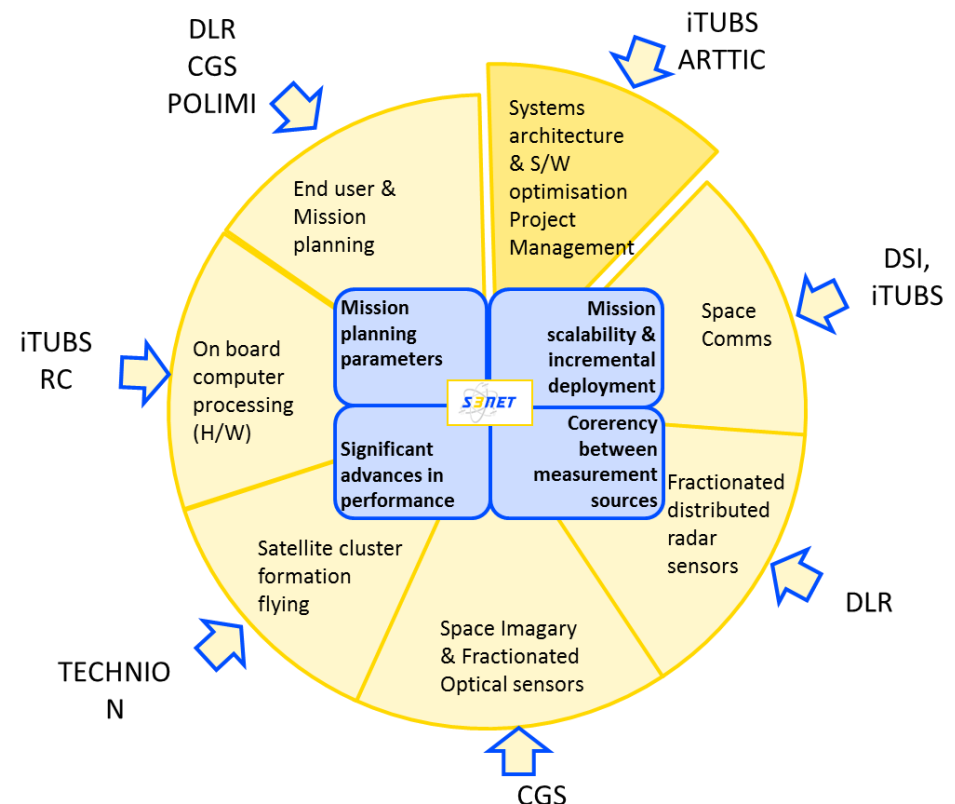 DLR
CGS
POLIMI
iTUBS
ARTTIC
Systems
architecture
& S/W
optimisation
Project
Management
End user &
Mission
planning
DSI,
iTUBS
Space
Comms
iTUBS
RC
On board
computer
processing
(H/W)
Mission
planning
parameters
Mission
scalability &
incremental
deployment
S3NET
Significant
advances in
performance
Corerency
between
measurement
sources
Fractionated
distributed
radar
sensors
DLR
Satellite cluster
formation
flying
Space Imagary
& Fractionated
Optical sensors
TECHNIO
N
CGS